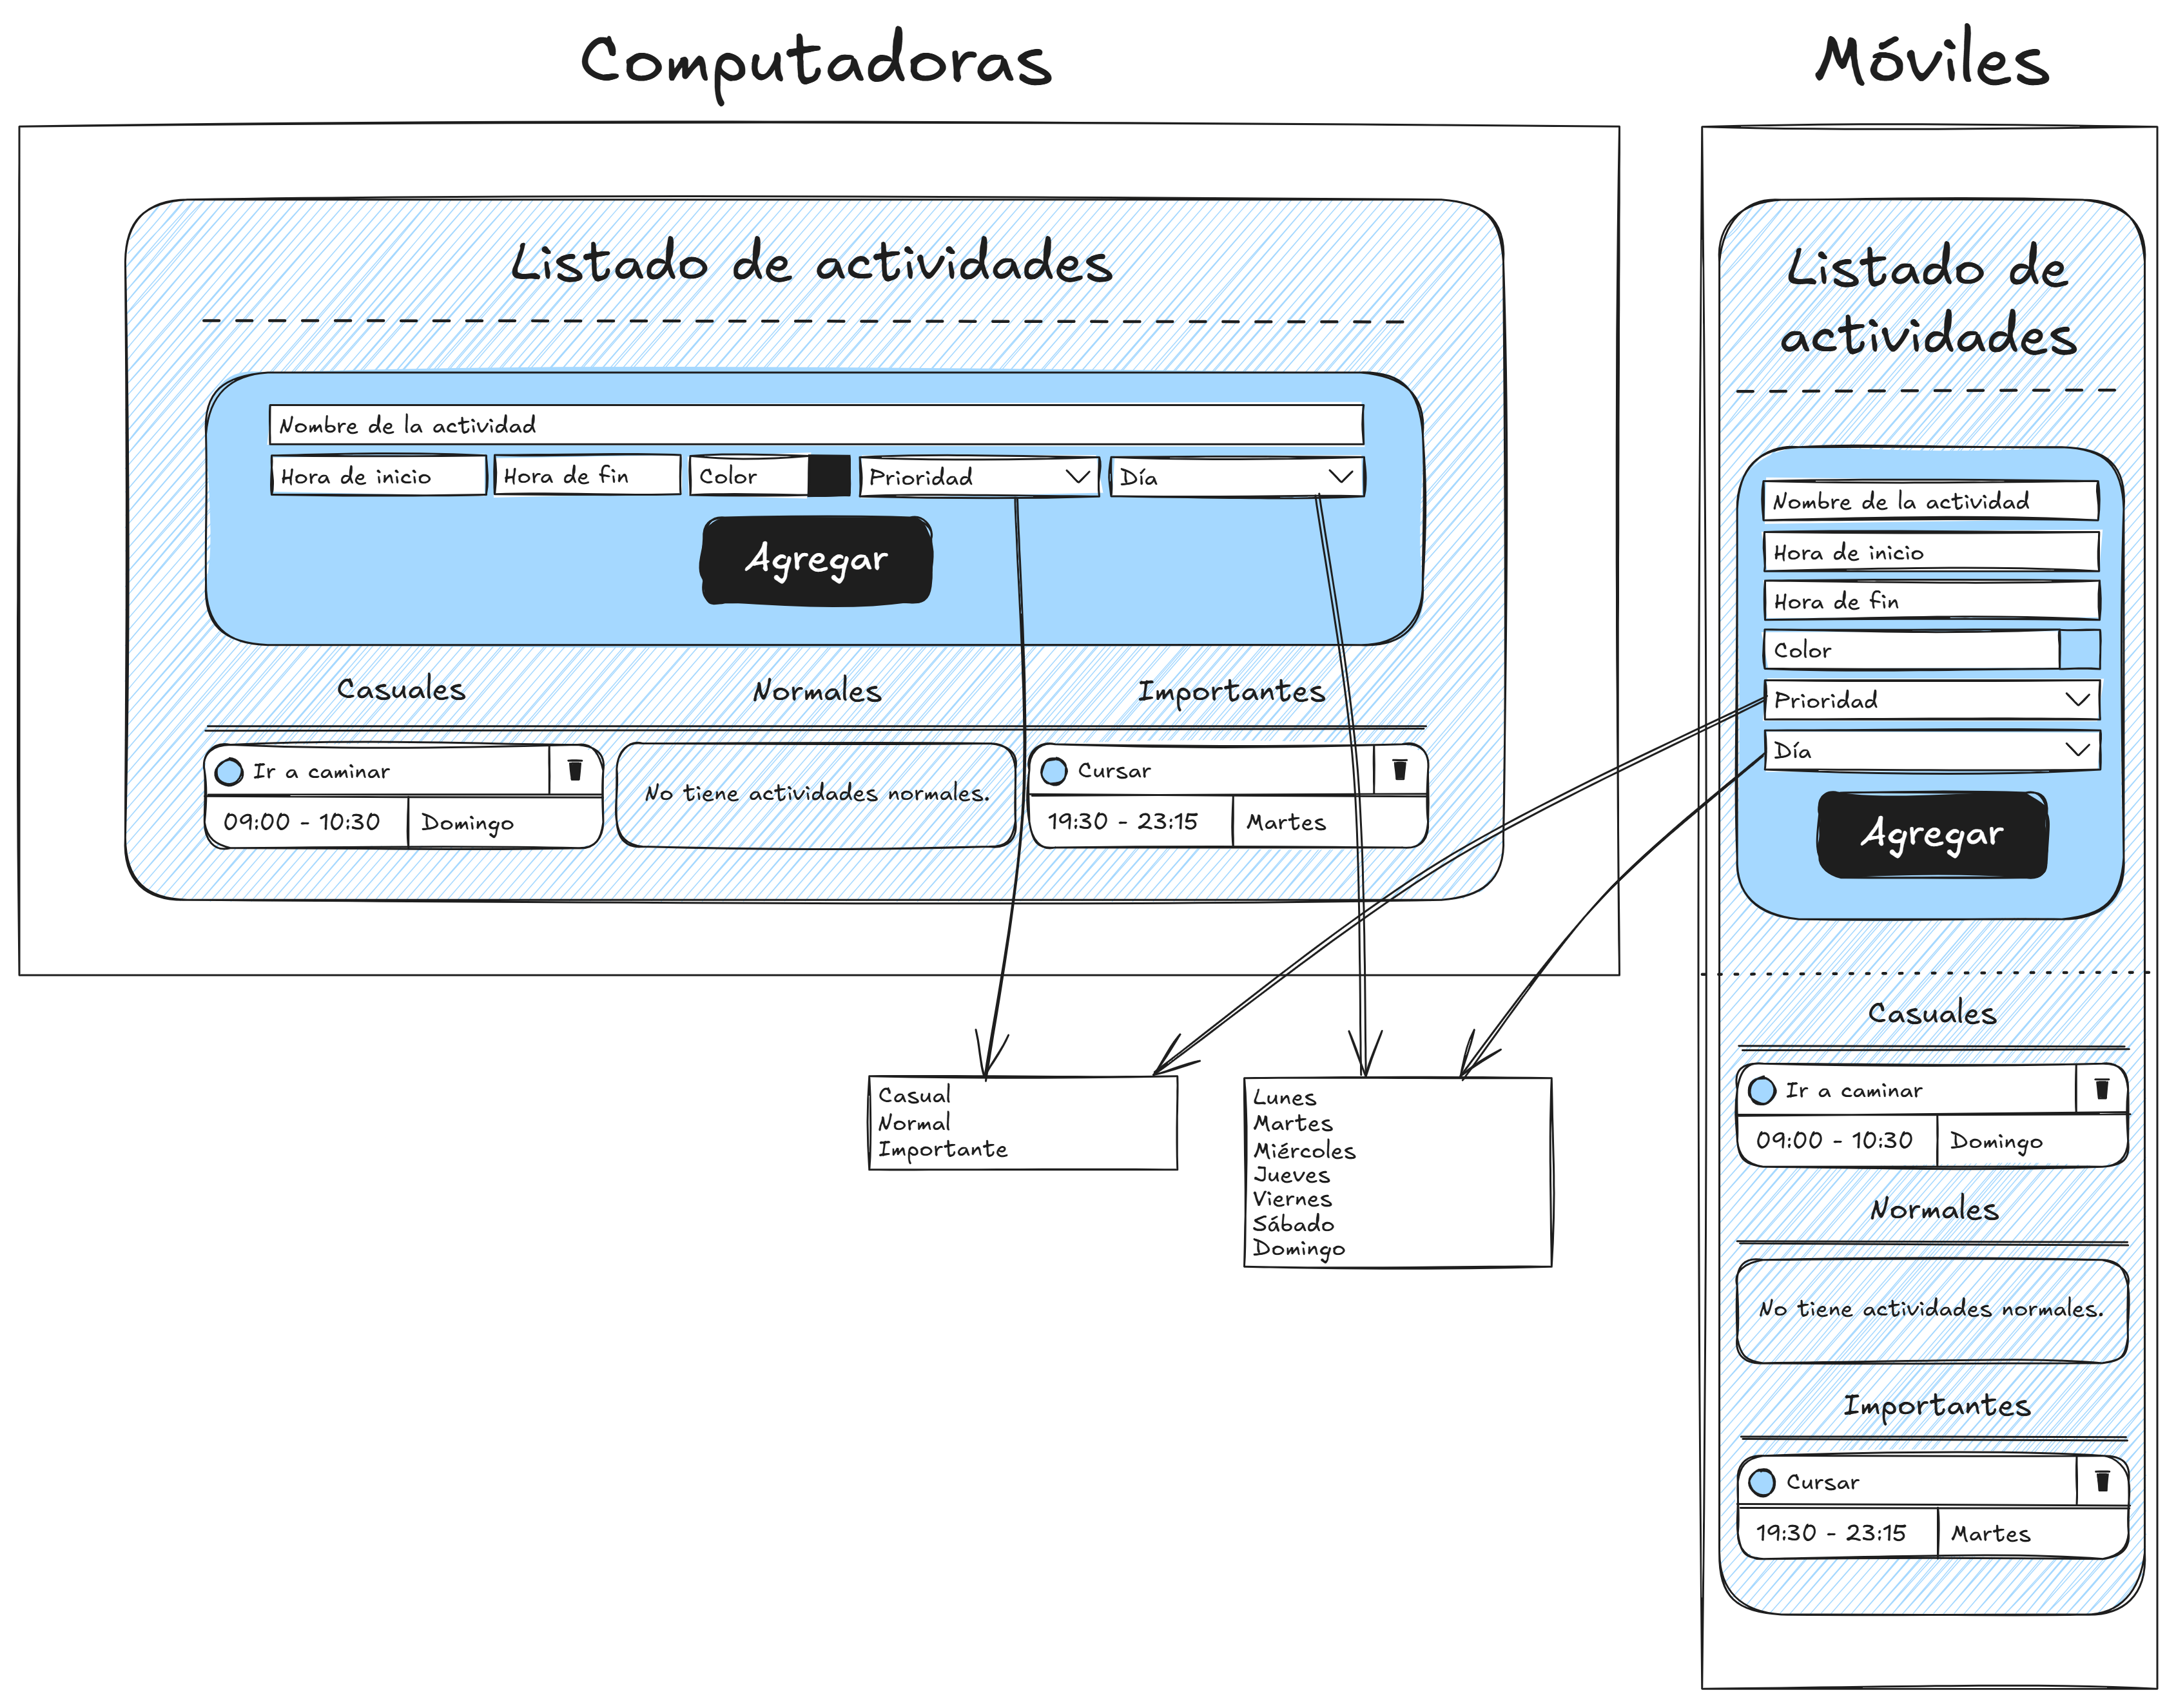 Computadoras
Listado de actividades
Nombre de la actividad
Hora de inicio
Hora de fin
Color
Prioridad
Día
Agregar
Casuales
Normales
Importantes
Ir a caminar
09:00 - 10:30
Domingo
No tiene actividades normales.
Cursar
19:30 - 23:15
Martes
Casual
Normal
Importante
Lunes
Martes
Miércoles
Jueves
Viernes
Sábado
Domingo
Móviles
Listado de
actividades
Nombre de la actividad
Hora de inicio
Hora de fin
Color
Prioridad
Día
Agregar
Casuales
Ir a caminar
09:00 - 10:30
Domingo
Normales
No tiene actividades normales.
Importantes
Cursar
19:30 - 23:15
Martes